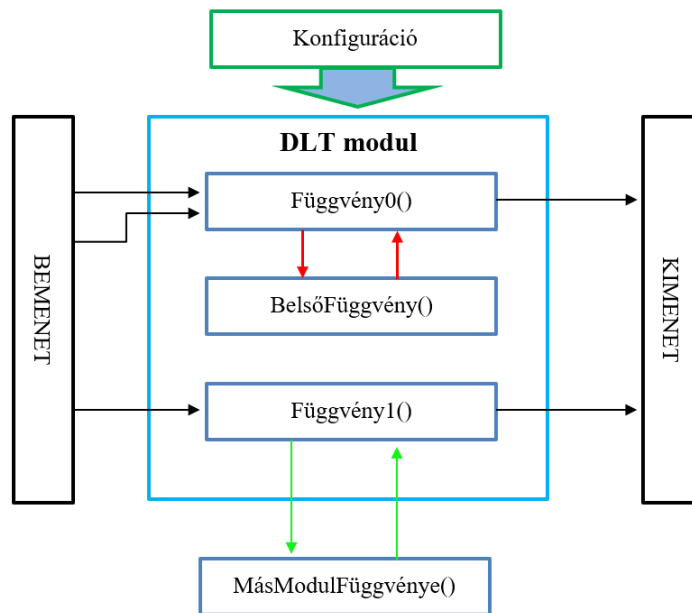 Konfiguráció
DLT modul
Függvény0()
BEMENET
BelsőFüggvény()
KIMENET
Függvény1()
MásModulFüggvénye()